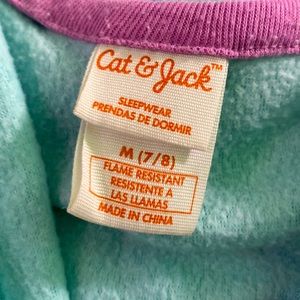 Cat & Jack™
SLEEPWEAR
PRENDAS DE DORMIR
M (7/8)
FLAME RESISTANT
RESISTENTE A
LAS LLAMAS
MADE IN CHINA